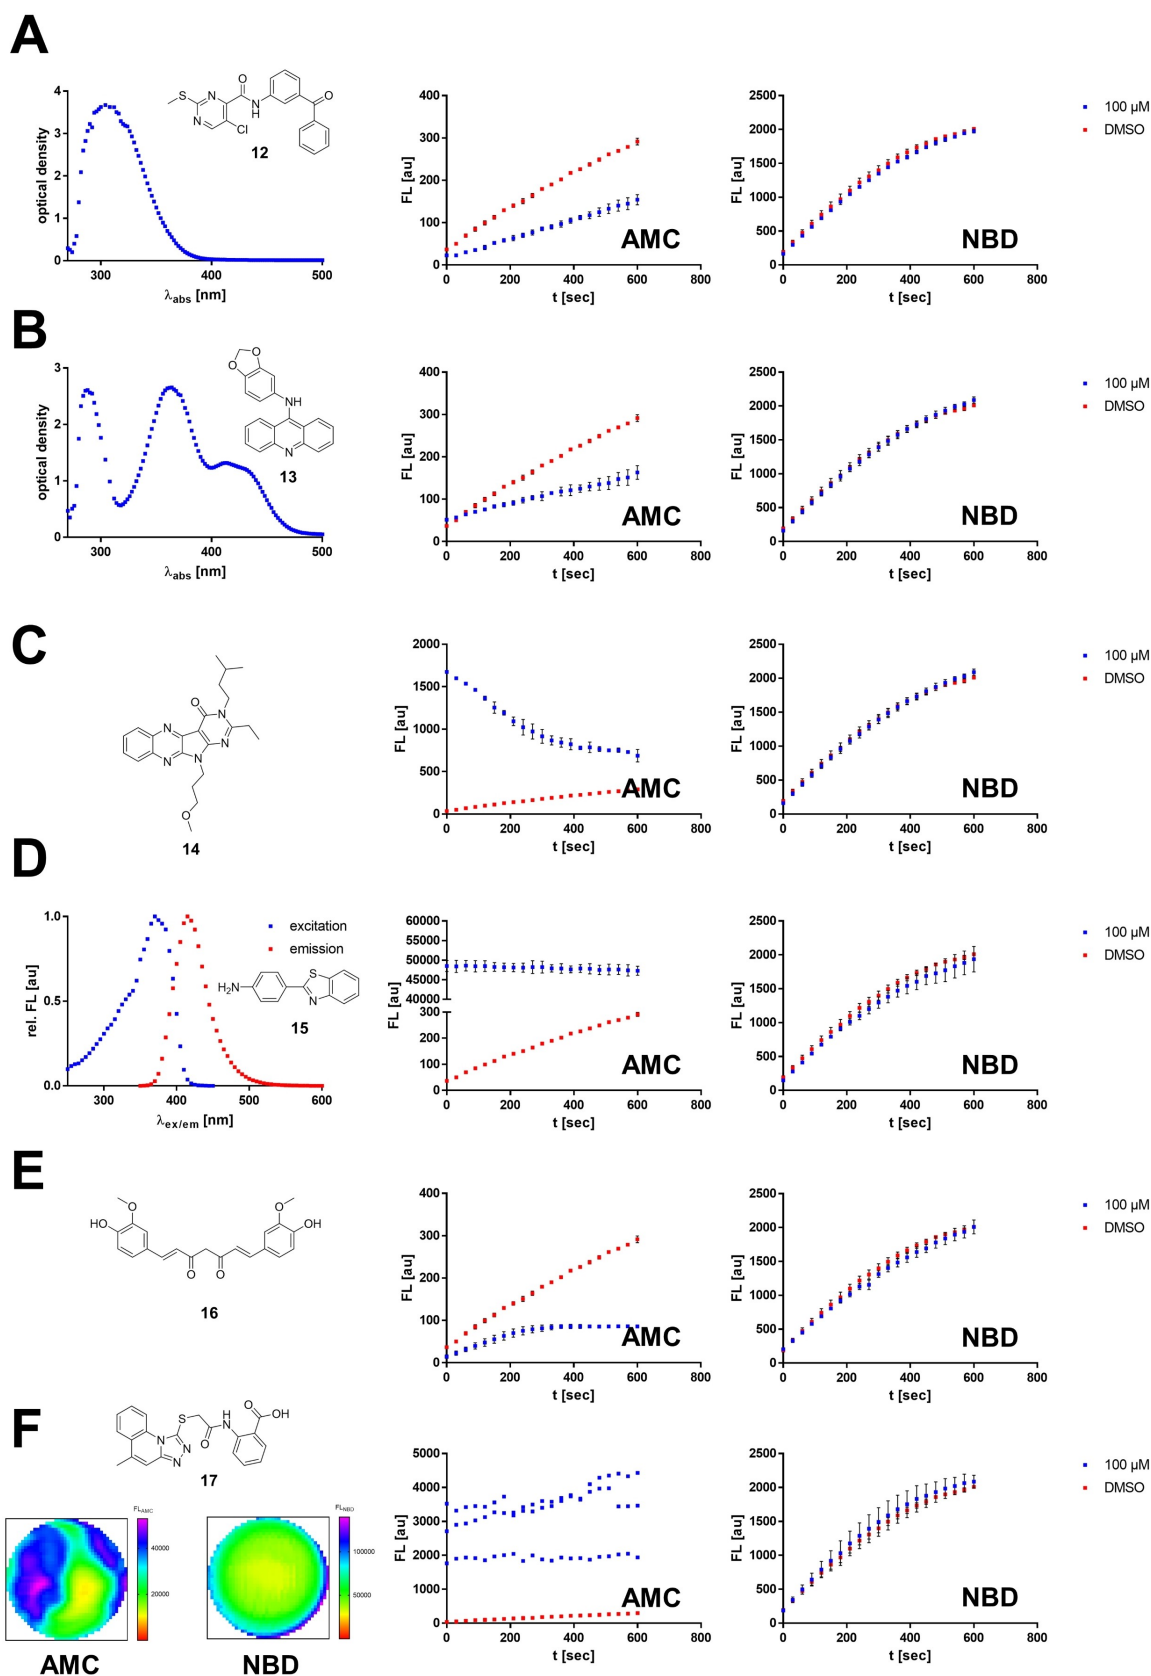 A
4
3
2
1
0
optical density
300
400
500
λabs [nm]
S
N
N
O
N
H
Cl
O
12
400
300
200
100
0
FL [au]
0
200
400
600
800
t [sec]
AMC
2500
2000
1500
1000
500
0
FL [au]
0
200
400
600
800
t [sec]
NBD
100 µM
DMSO
B
3
2
1
0
optical density
300
400
500
λabs [nm]
O
O
NH
N
13
400
300
200
100
0
FL [au]
0
200
400
600
800
t [sec]
AMC
2500
2000
1500
1000
500
0
FL [au]
0
200
400
600
800
t [sec]
NBD
100 µM
DMSO
C
O
N
N
N
N
N
O
14
2000
1500
1000
500
0
FL [au]
0
200
400
600
800
t [sec]
AMC
2500
2000
1500
1000
500
0
FL [au]
0
200
400
600
800
t [sec]
NBD
100 µM
DMSO
D
1.0
0.5
0.0
rel. FL [au]
300
400
500
600
λex/em [nm]
excitation
emission
H2N
S
N
15
60000
55000
50000
45000
40000
300
200
100
0
FL [au]
0
200
400
600
800
t [sec]
AMC
2500
2000
1500
1000
500
0
FL [au]
0
200
400
600
800
t [sec]
NBD
100 µM
DMSO
E
O
HO
O
O
O
OH
16
400
300
200
100
0
FL [au]
0
200
400
600
800
t [sec]
AMC
2500
2000
1500
1000
500
0
FL [au]
0
200
400
600
800
t [sec]
NBD
100 µM
DMSO
F
S
N
N
N
O
H
N
O
OH
17
FLAMC
40000
20000
AMC
FLNBD
100000
50000
NBD
5000
4000
3000
2000
1000
0
FL [au]
0
200
400
600
800
t [sec]
AMC
2500
2000
1500
1000
500
0
FL [au]
0
200
400
600
800
t [sec]
NBD
100 µM
DMSO